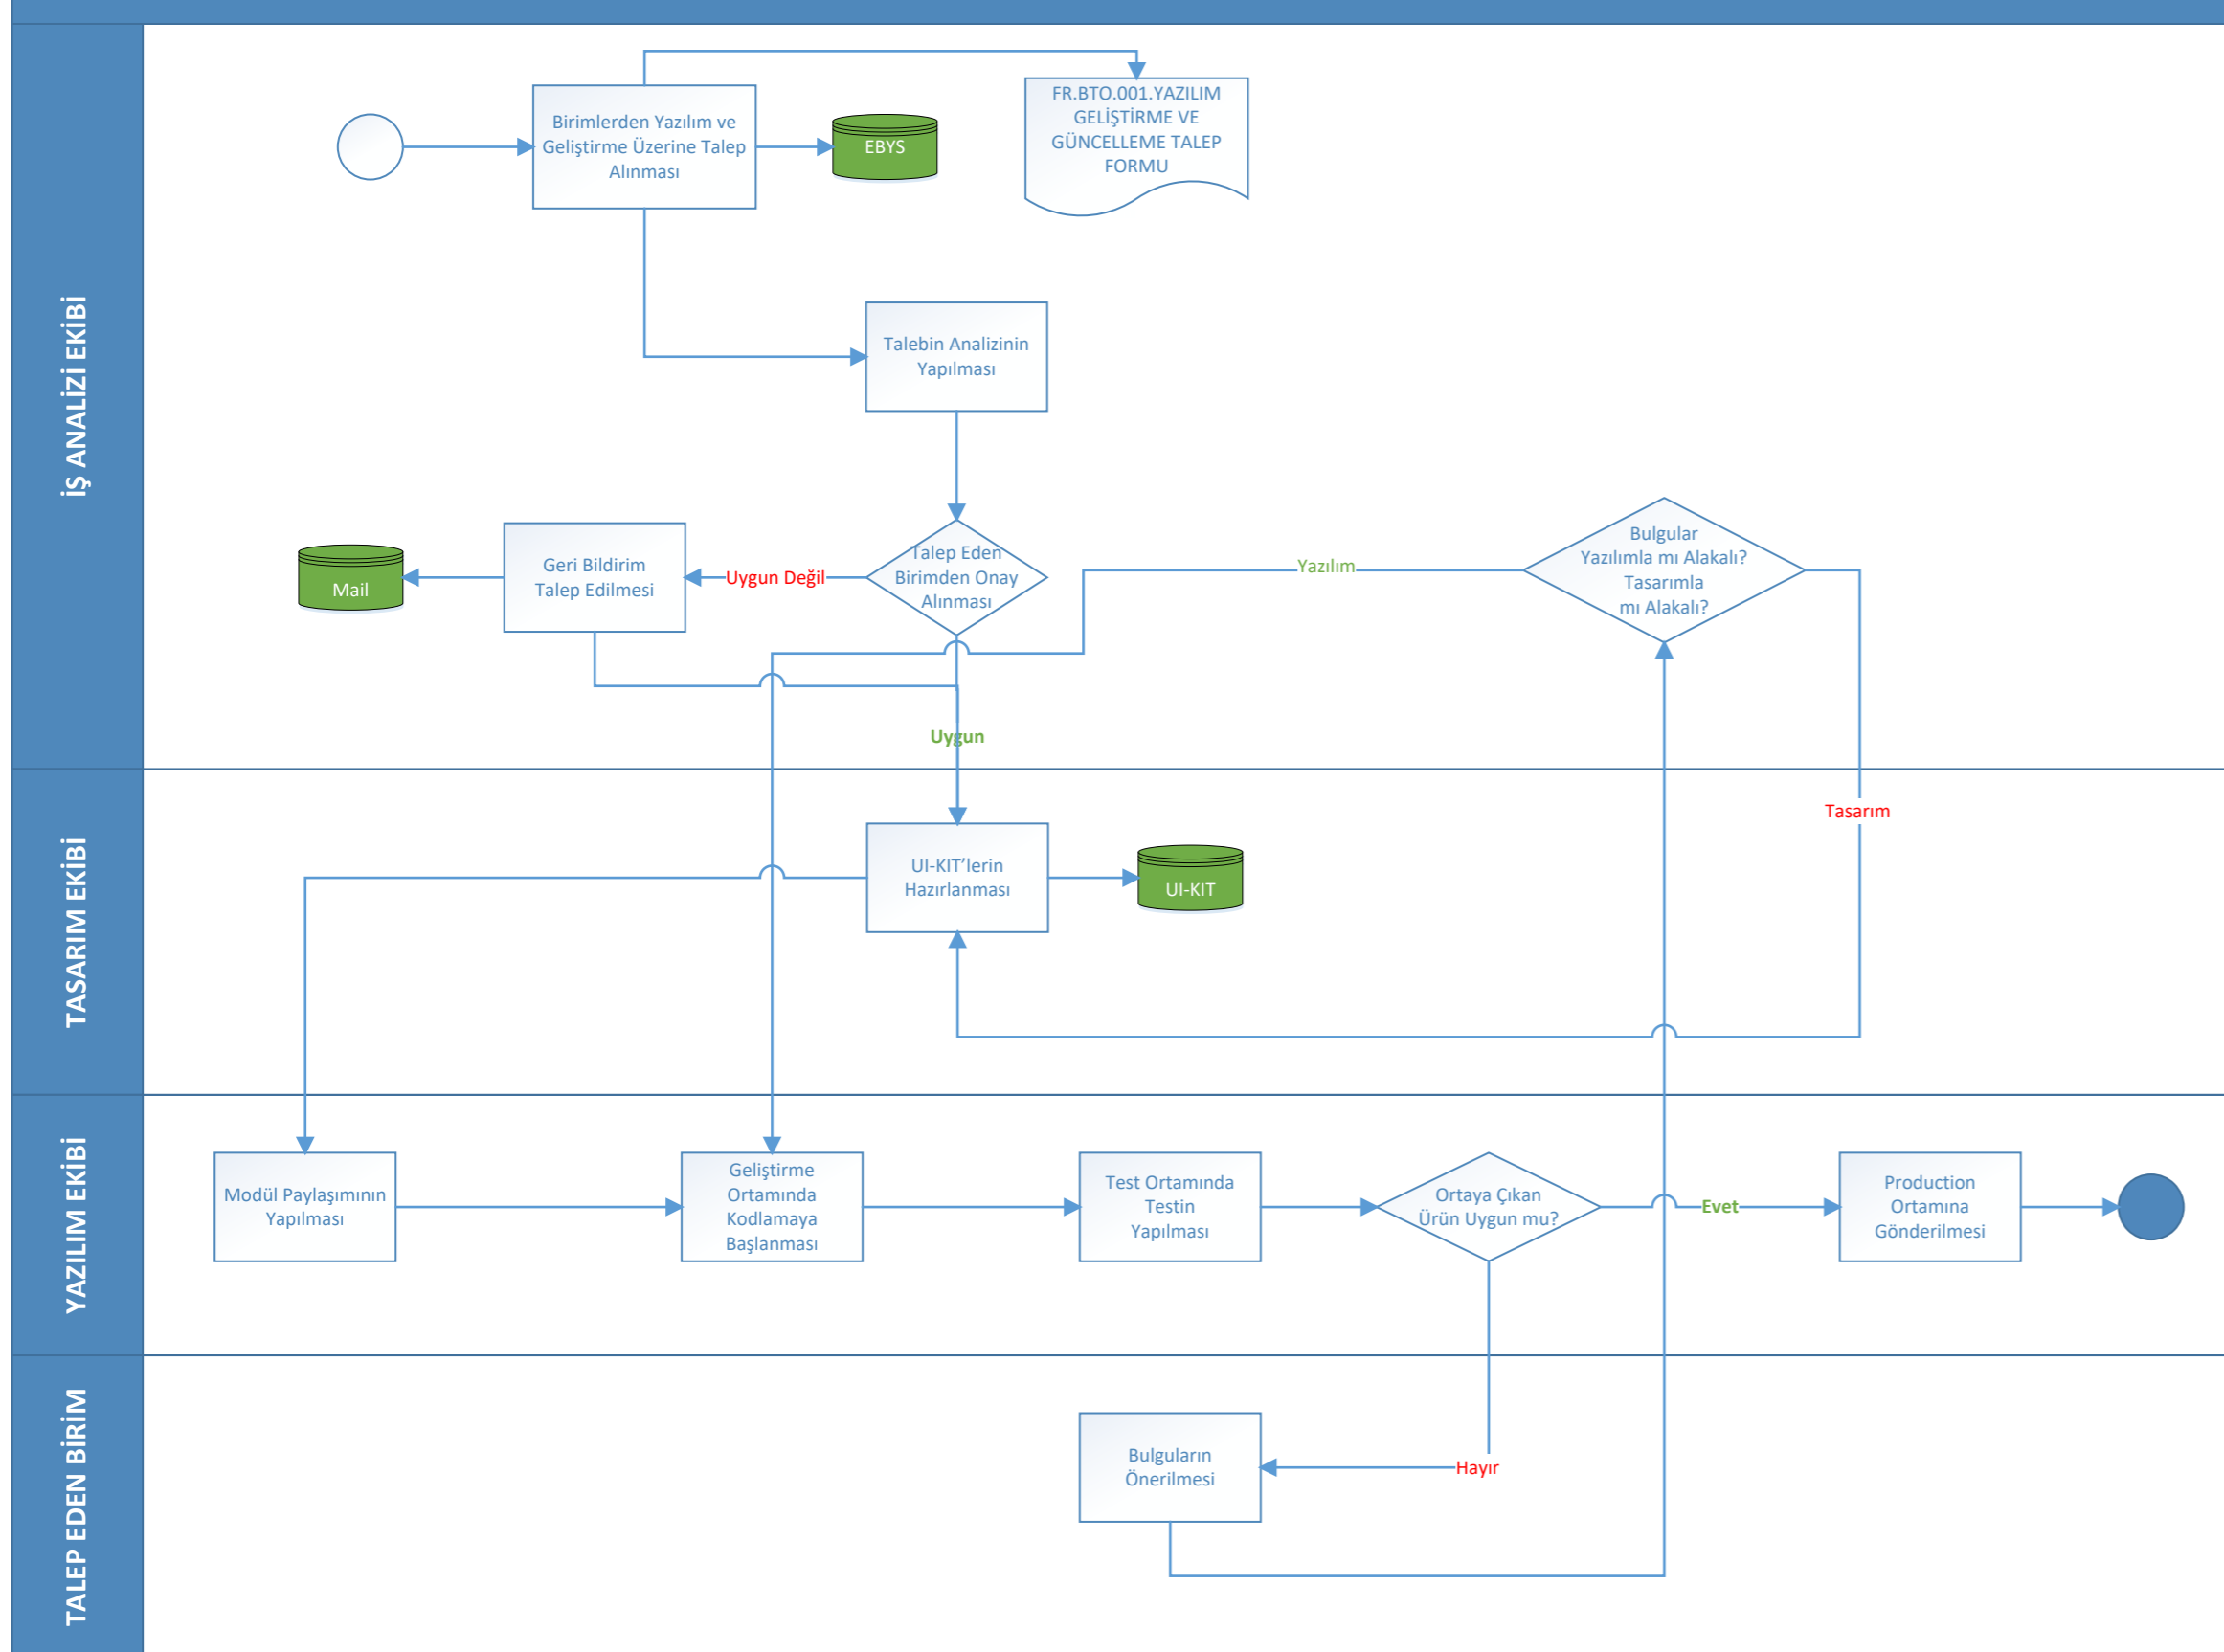 İŞ ANALİZİ EKİBİ
Birimlerden Yazılım ve
Geliştirme Üzerine Talep
Alınması
EBYS
FR.BTO.001.YAZILIM
GELİŞTİRME VE
GÜNCELLEME TALEP
FORMU
Talebin Analizinin
Yapılması
Mail
Geri Bildirim
Talep Edilmesi
Uygun Değil
Talep Eden
Birimden Onay
Alınması
Yazılım
Bulgular
Yazılımla mı Alakalı?
Tasarımla
mı Alakalı?
Uygun
TASARIM EKİBİ
Tasarım
UI-KIT’lerin
Hazırlanması
UI-KIT
YAZILIM EKİBİ
Modül Paylaşımının
Yapılması
Geliştirme
Ortamında
Kodlamaya
Başlanması
Test Ortamında
Testin
Yapılması
Ortaya Çıkan
Ürün Uygun mu?
Evet
Production
Ortamına
Gönderilmesi
TALEP EDEN BİRİM
Bulguların
Önerilmesi
Hayır